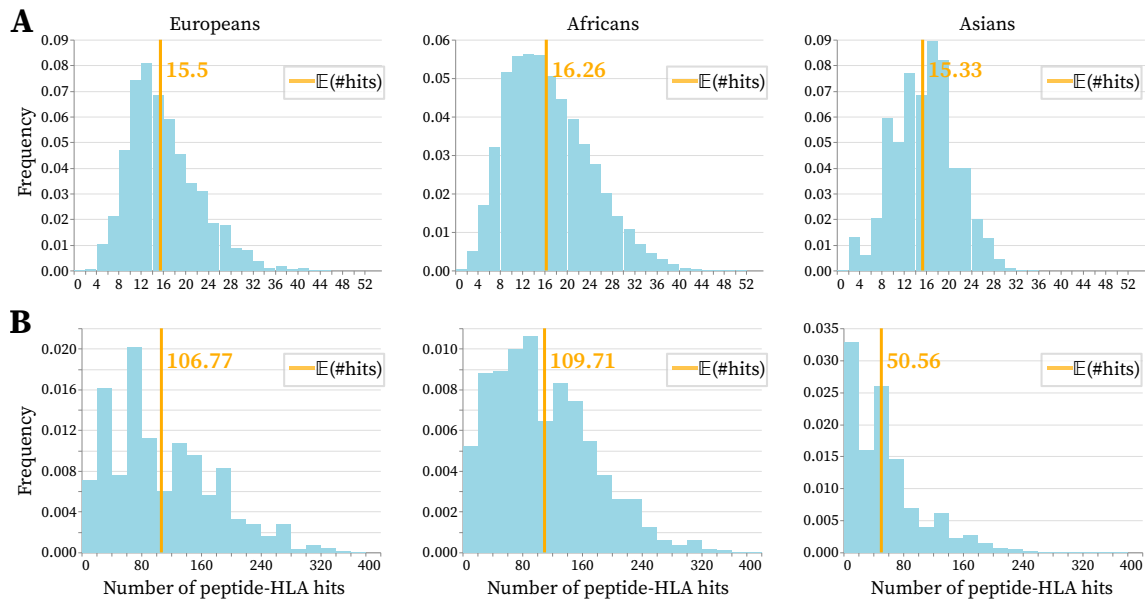 A
Europeans
Africans
Asians
Frequency
0.09
0.08
0.07
0.06
0.05
0.04
0.03
0.02
0.01
0.00
15.5
𝔼(#hits)
0 4 8 12 16 20 24 28 32 36 40 44 48 52
0.06
0.05
0.04
0.03
0.02
0.01
0.00
16.26
𝔼(#hits)
0 4 8 12 16 20 24 28 32 36 40 44 48 52
0.09
0.08
0.07
0.06
0.05
0.04
0.03
0.02
0.01
0.00
15.33
𝔼(#hits)
0 4 8 12 16 20 24 28 32 36 40 44 48 52
B
Frequency
0.020
0.016
0.012
0.008
0.004
0.000
106.77
𝔼(#hits)
0 80 160 240 320 400
Number of peptide-HLA hits
0.010
0.008
0.006
0.004
0.002
0.000
109.71
𝔼(#hits)
0 80 160 240 320 400
Number of peptide-HLA hits
0.035
0.030
0.025
0.020
0.015
0.010
0.005
0.000
50.56
𝔼(#hits)
0 80 160 240 320 400
Number of peptide-HLA hits